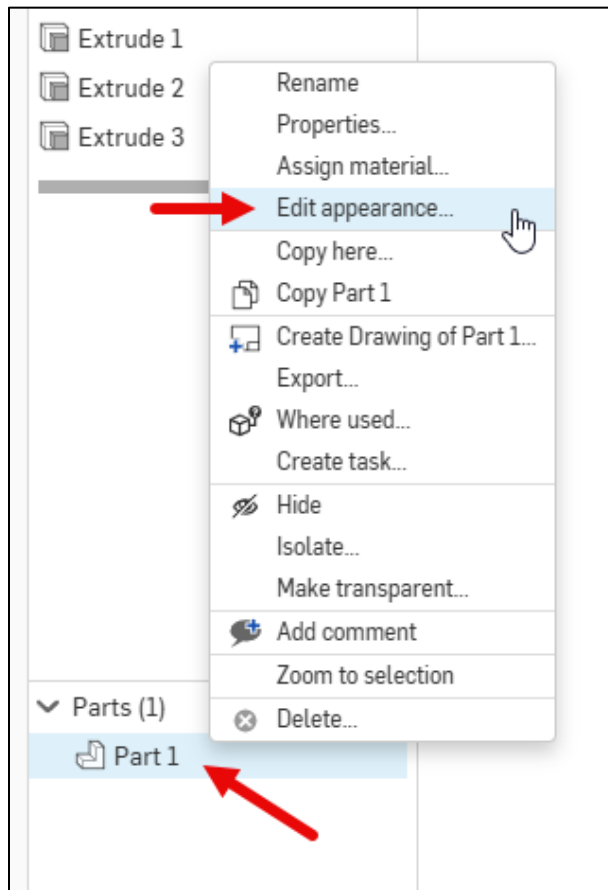 Extrude 1
Extrude 2
Extrude 3
Rename
Properties...
Assign material...
Edit appearance...
Copy here...
Copy Part 1
Create Drawing of Part 1...
Export...
Where used...
Create task...
Hide
Isolate...
Make transparent...
Add comment
Zoom to selection
Delete...
Parts (1)
Part 1